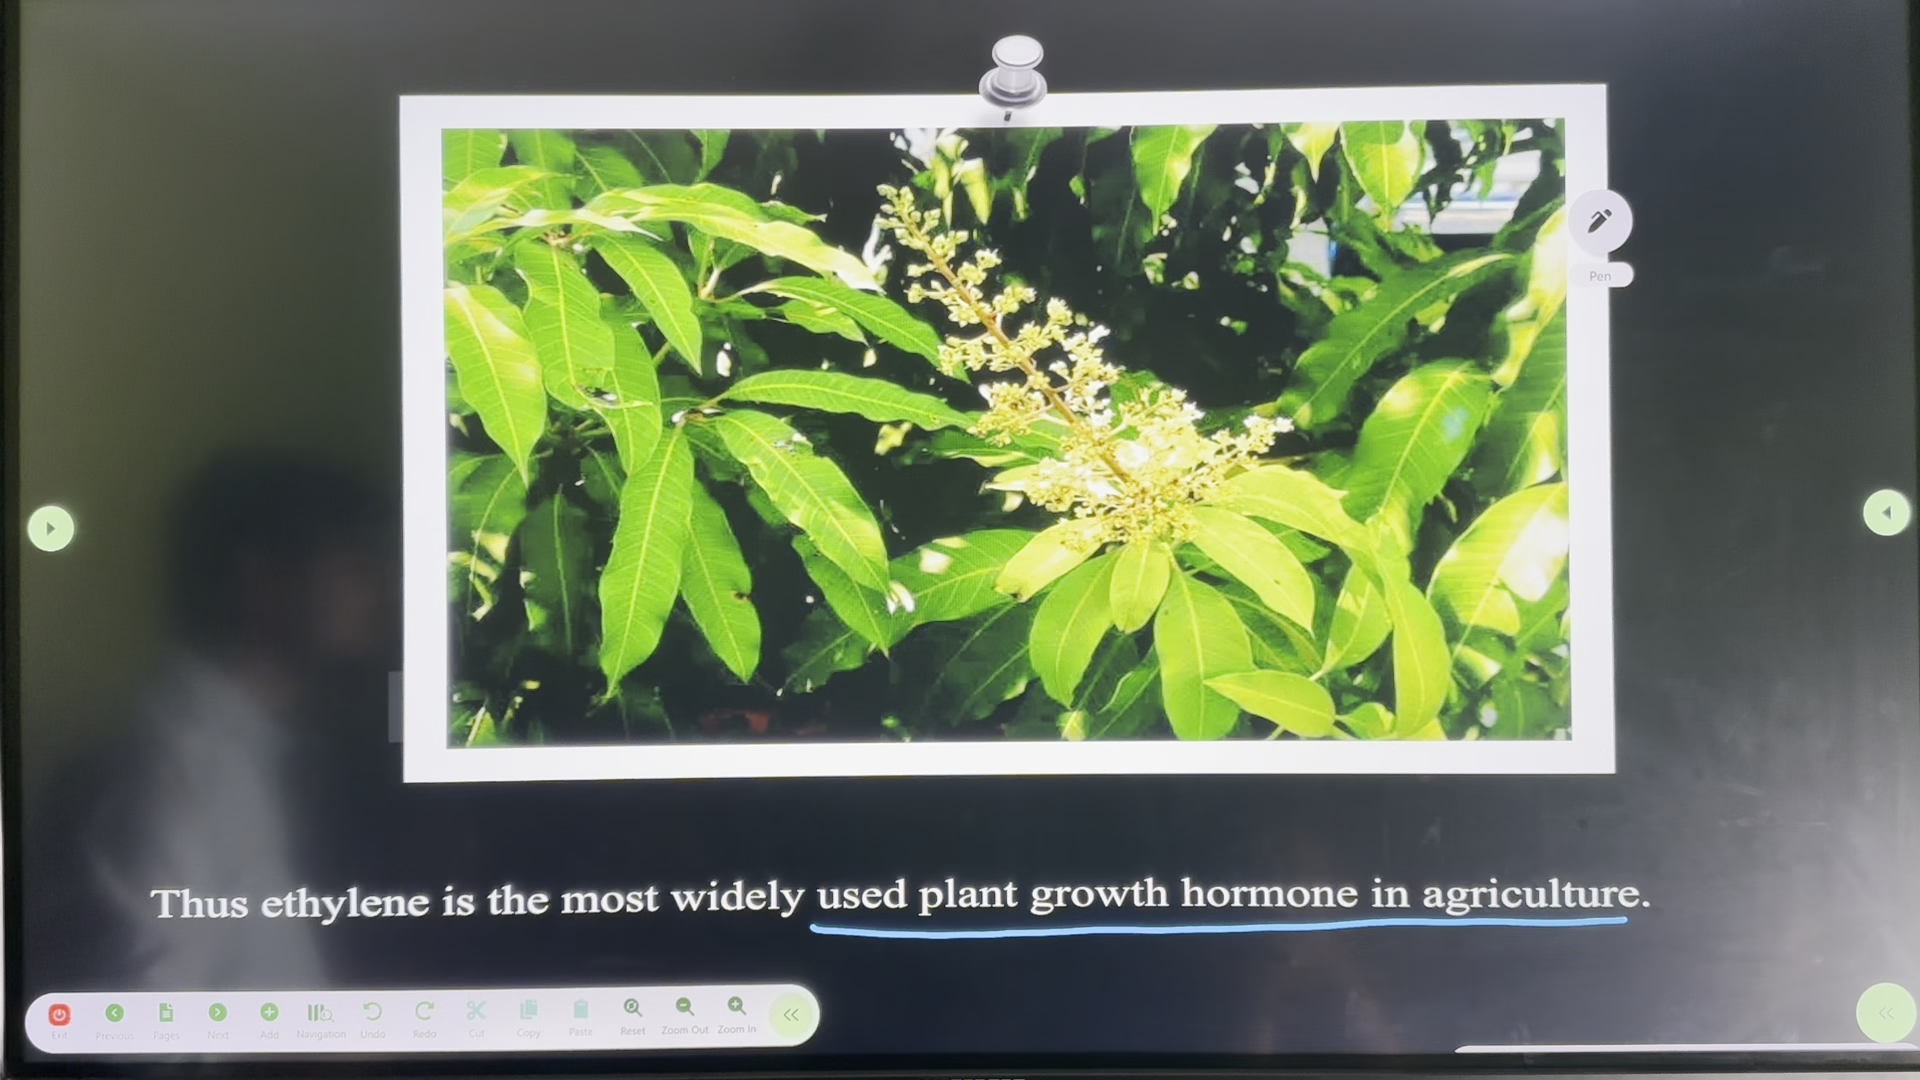 Pen
Thus ethylene is the most widely used plant growth hormone in agriculture.
Exit Previous Pages Next Add Navigation Undo Redo Cut Copy Paste Reset Zoom Out Zoom In